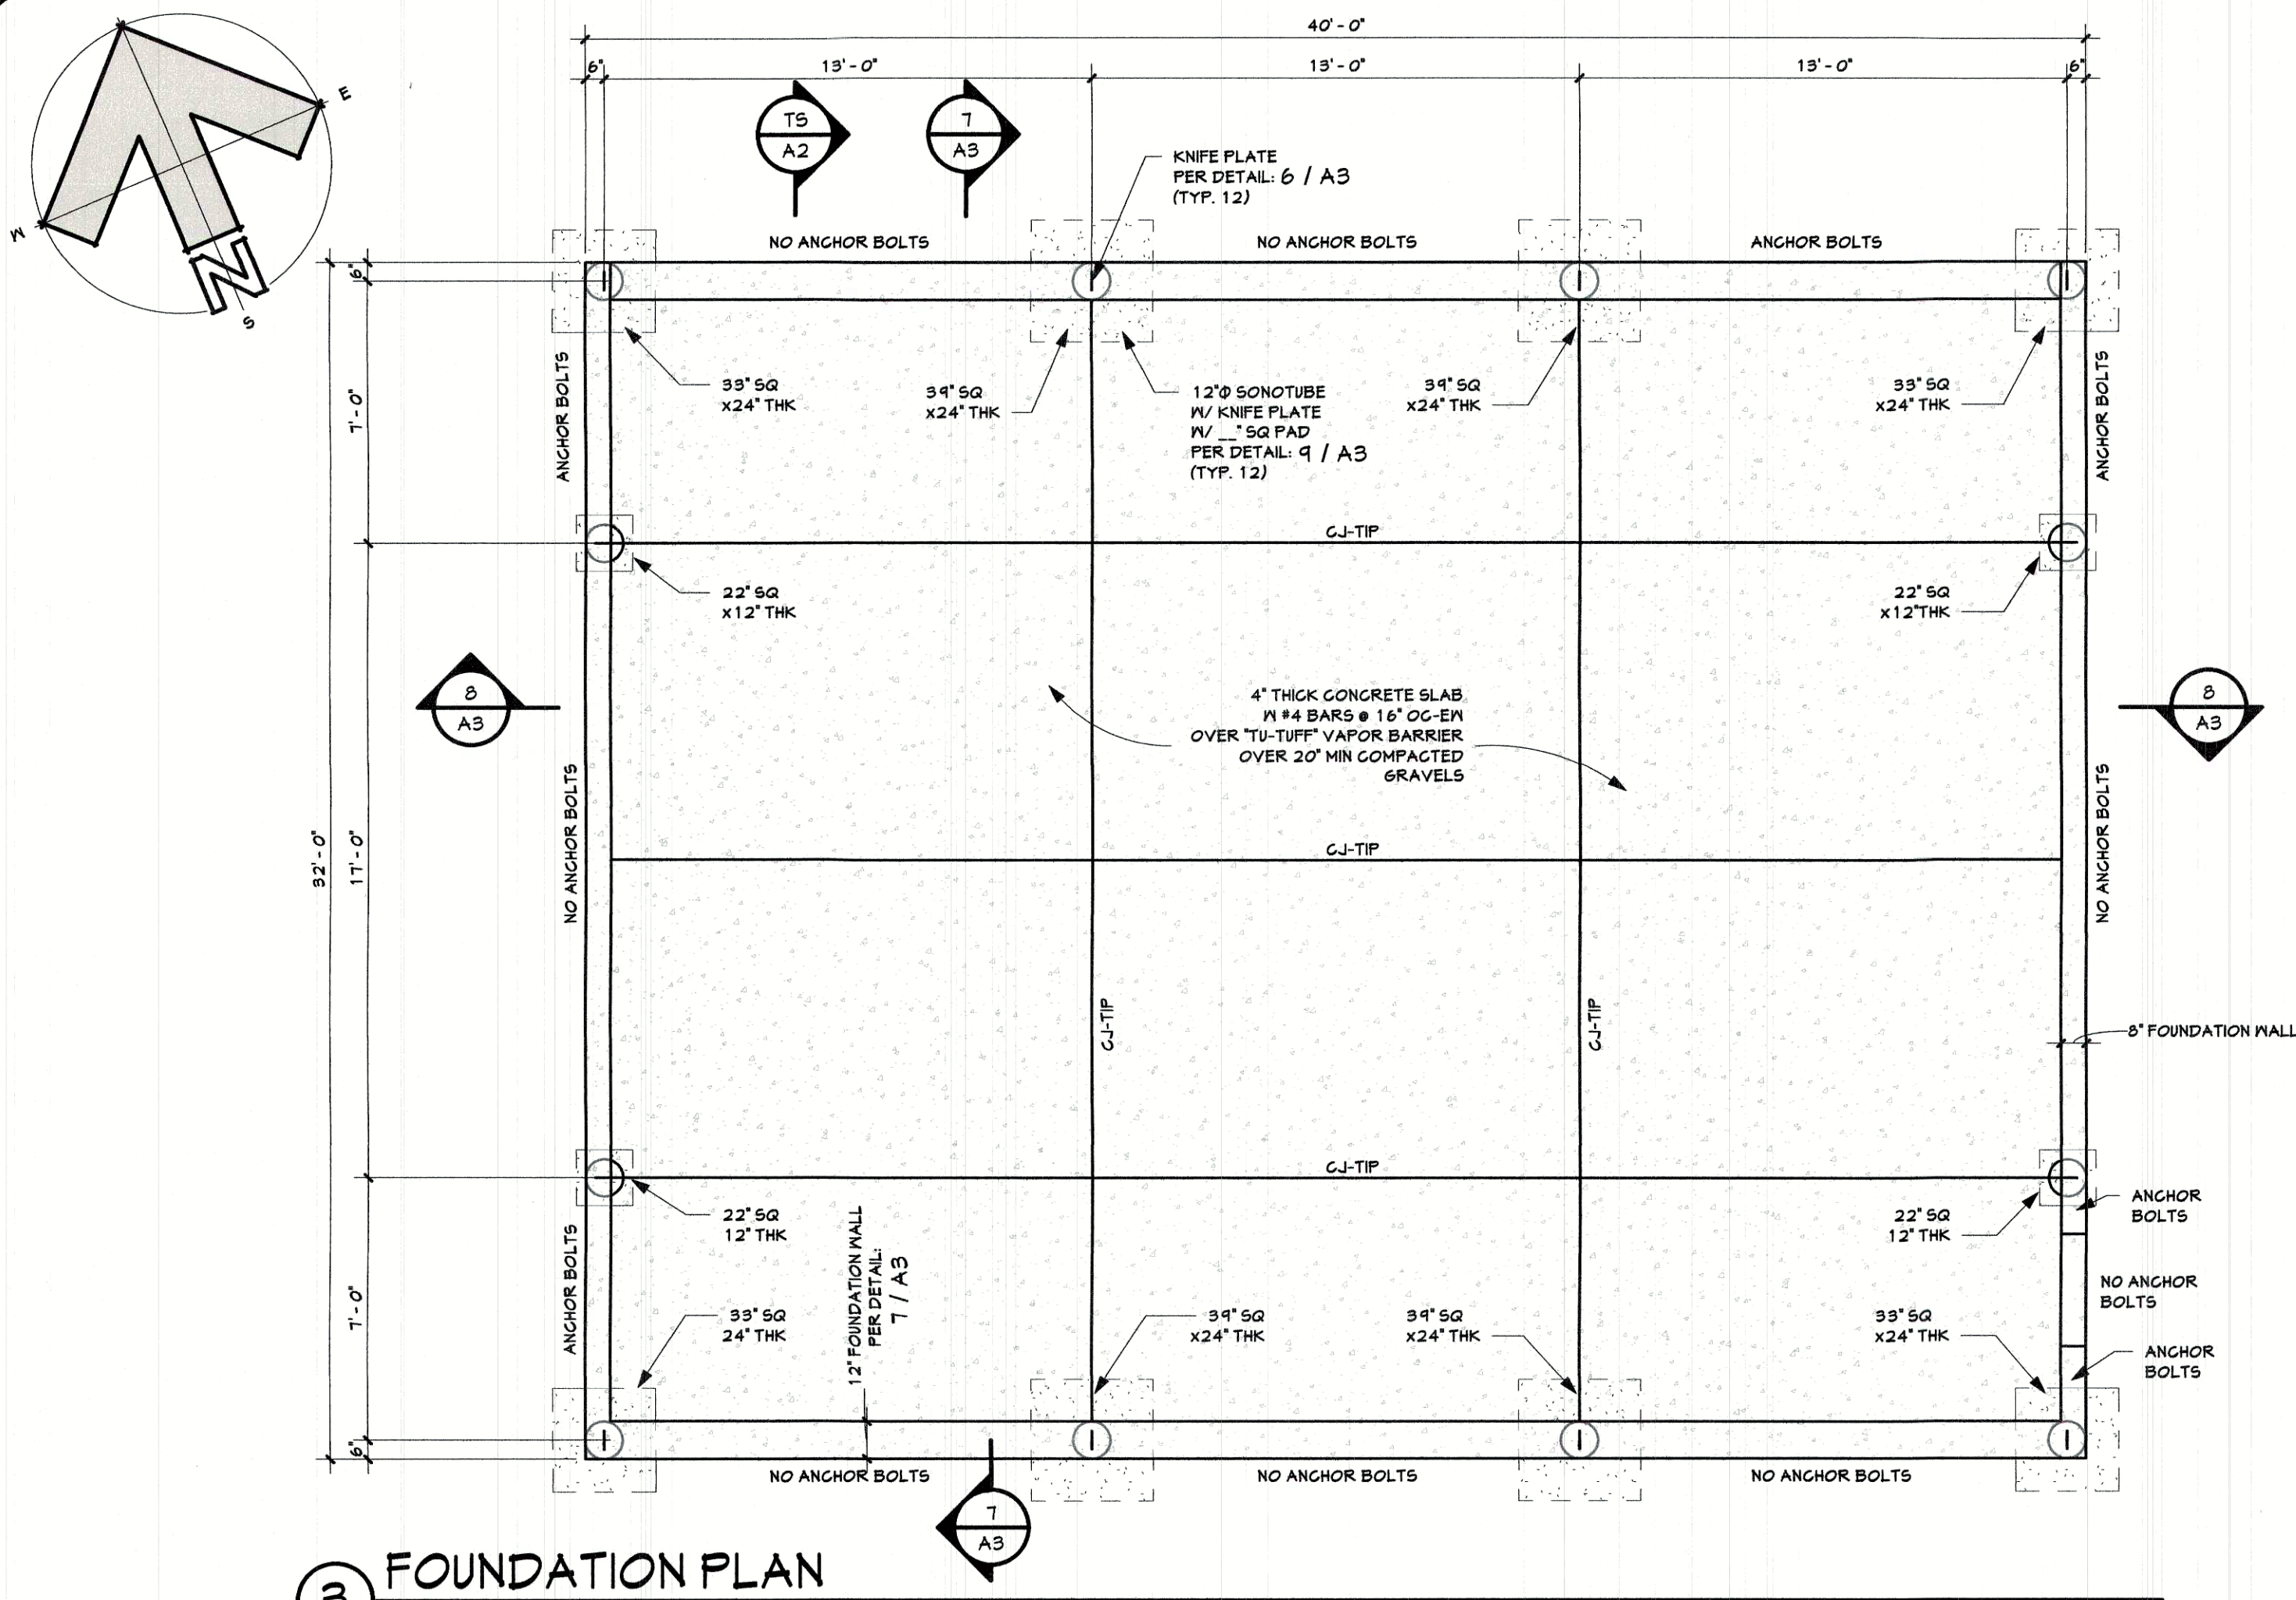 40'-0"
6"
13'-0"
13'-0"
13'-0"
6"
E
W
N
S
TS
A2
7
A3
KNIFE PLATE
PER DETAIL: 6 / A3
(TYP. 12)
NO ANCHOR BOLTS
NO ANCHOR BOLTS
ANCHOR BOLTS
6"
7'-0"
ANCHOR BOLTS
33" SQ
x24" THK
39" SQ
x24" THK
12"Φ SONOTUBE
W/ KNIFE PLATE
W/ __" SQ PAD
PER DETAIL: 9 / A3
(TYP. 12)
39" SQ
x24" THK
33" SQ
x24" THK
ANCHOR BOLTS
CJ-TIP
22" SQ
x12" THK
22" SQ
x12"THK
8
A3
4" THICK CONCRETE SLAB
W #4 BARS @ 16" OC-EW
OVER "TU-TUFF" VAPOR BARRIER
OVER 20" MIN COMPACTED
GRAVELS
8
A3
32'-0"
17'-0"
NO ANCHOR BOLTS
CJ-TIP
NO ANCHOR BOLTS
CJ-TIP
CJ-TIP
8" FOUNDATION WALL
CJ-TIP
22" SQ
12" THK
22" SQ
12" THK
ANCHOR
BOLTS
7'-0"
ANCHOR BOLTS
12" FOUNDATION WALL
PER DETAIL:
7 / A3
33" SQ
24" THK
39" SQ
x24" THK
39" SQ
x24" THK
33" SQ
x24" THK
NO ANCHOR
BOLTS
ANCHOR
BOLTS
6"
NO ANCHOR BOLTS
NO ANCHOR BOLTS
NO ANCHOR BOLTS
7
A3
3
FOUNDATION PLAN